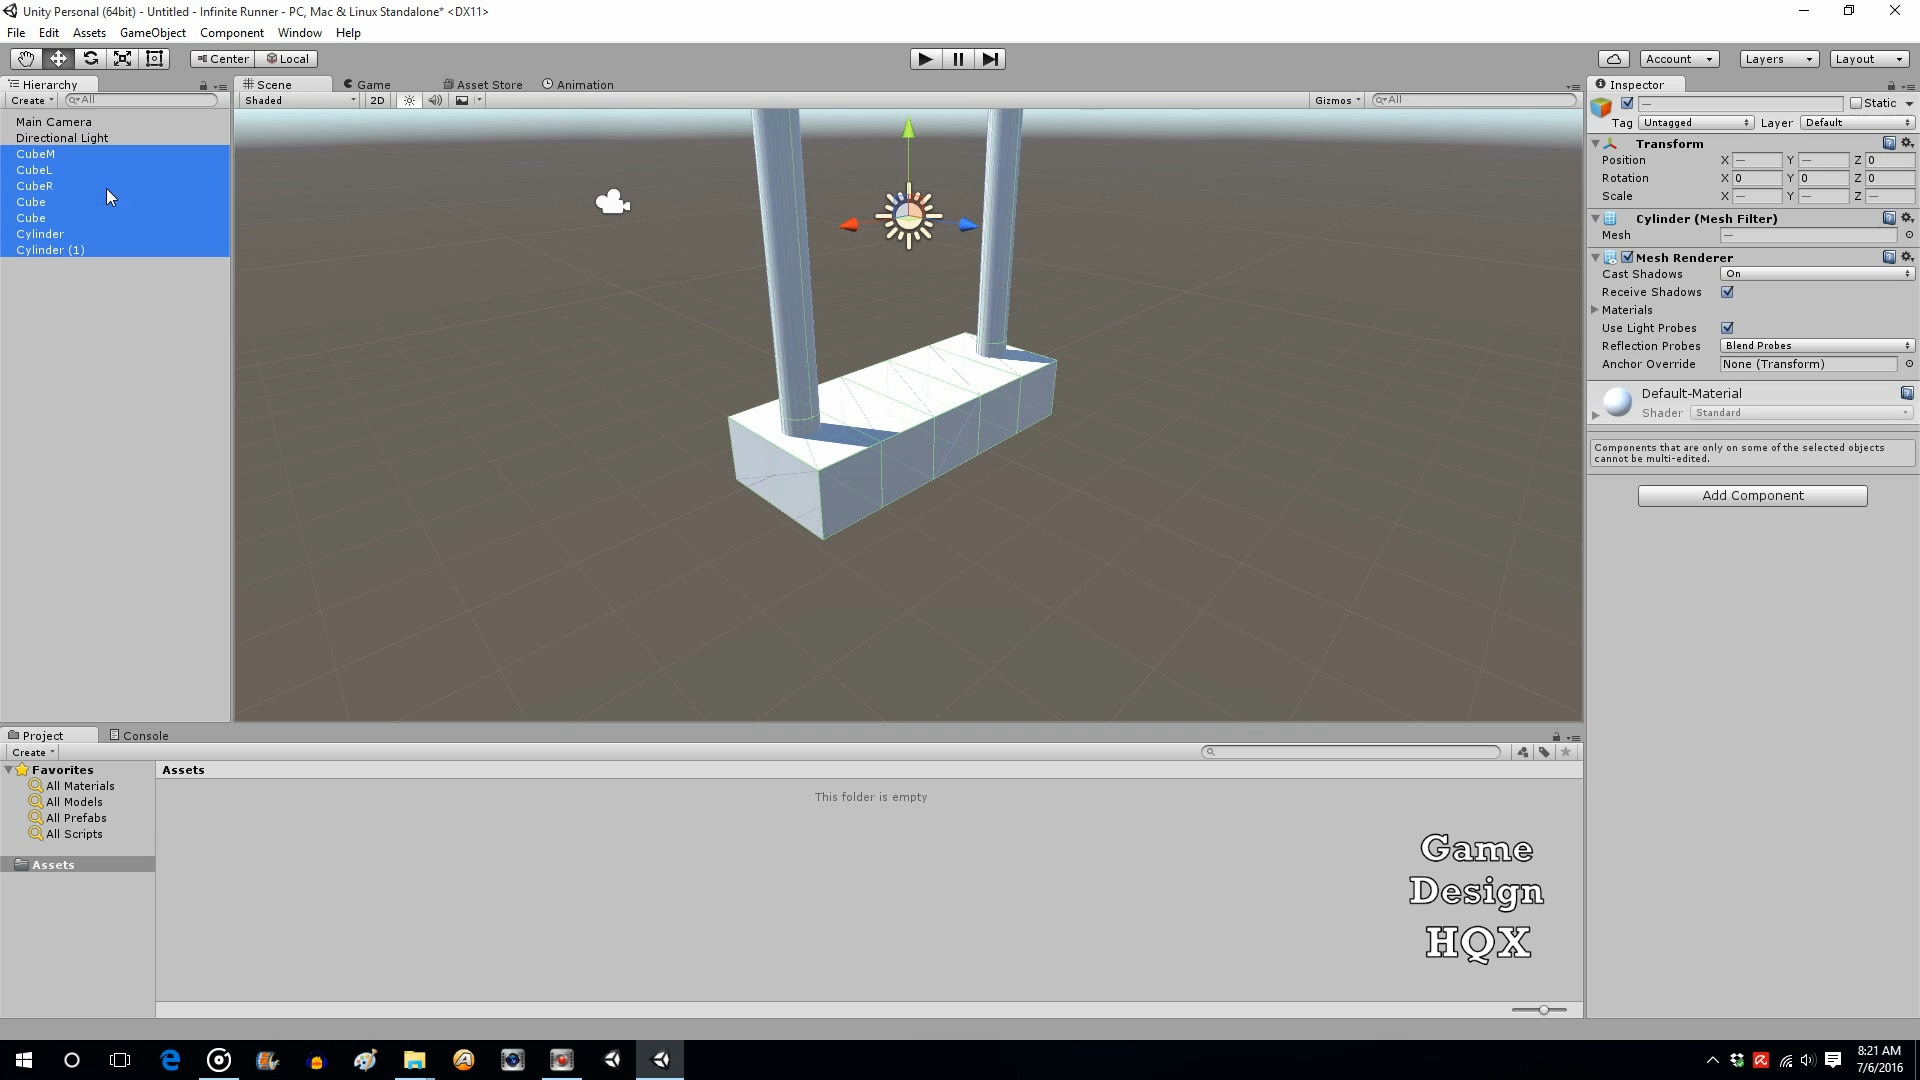 Unity Personal (64bit) - Untitled - Infinite Runner - PC, Mac & Linux Standalone* <DX11>
File Edit Assets GameObject Component Window Help
Center Local Account Layers Layout
Hierarchy Scene Game Asset Store Animation Inspector
Create All Shaded 2D Gizmos All Static
Main Camera
Directional Light
CubeM
CubeL
CubeR
Cube
Cube
Cylinder
Cylinder (1)
Tag Untagged Layer Default
Transform
Position X — Y — Z 0
Rotation X 0 Y 0 Z 0
Scale X — Y — Z —
Cylinder (Mesh Filter)
Mesh —
Mesh Renderer
Cast Shadows On
Receive Shadows
Materials
Use Light Probes
Reflection Probes Blend Probes
Anchor Override None (Transform)
Default-Material
Shader Standard
Components that are only on some of the selected objects
cannot be multi-edited.
Add Component
Project Console
Create
Favorites
All Materials
All Models
All Prefabs
All Scripts
Assets
Assets
This folder is empty
Game
Design
HQX
8:21 AM
7/6/2016